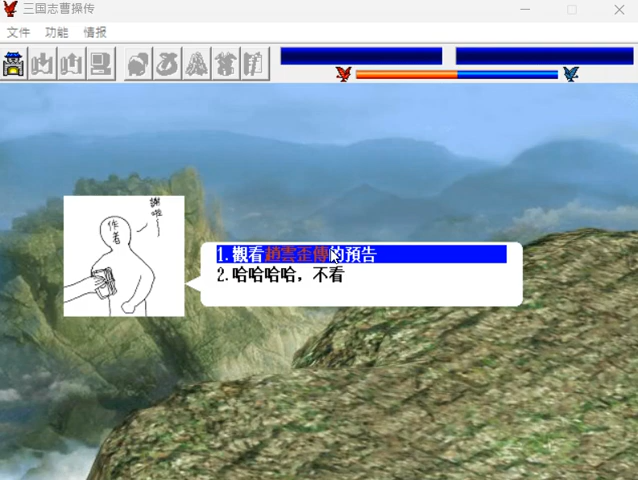 三国志曹操传
文件 功能 情报
謝啦~
作者
1.觀看趙雲歪傳的預告
2.哈哈哈哈，不看